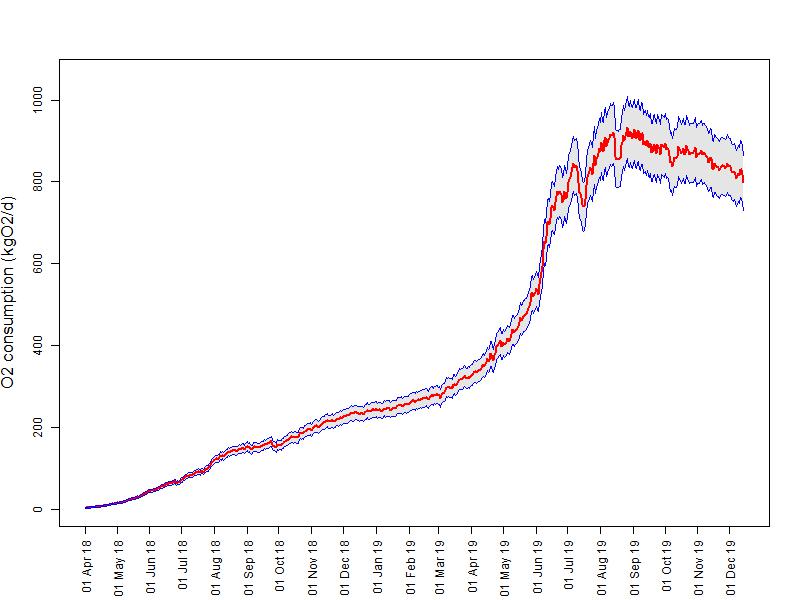 O2 consumption (kgO2/d)
1000
800
600
400
200
0
01 Apr 18
01 May 18
01 Jun 18
01 Jul 18
01 Aug 18
01 Sep 18
01 Oct 18
01 Nov 18
01 Dec 18
01 Jan 19
01 Feb 19
01 Mar 19
01 Apr 19
01 May 19
01 Jun 19
01 Jul 19
01 Aug 19
01 Sep 19
01 Oct 19
01 Nov 19
01 Dec 19